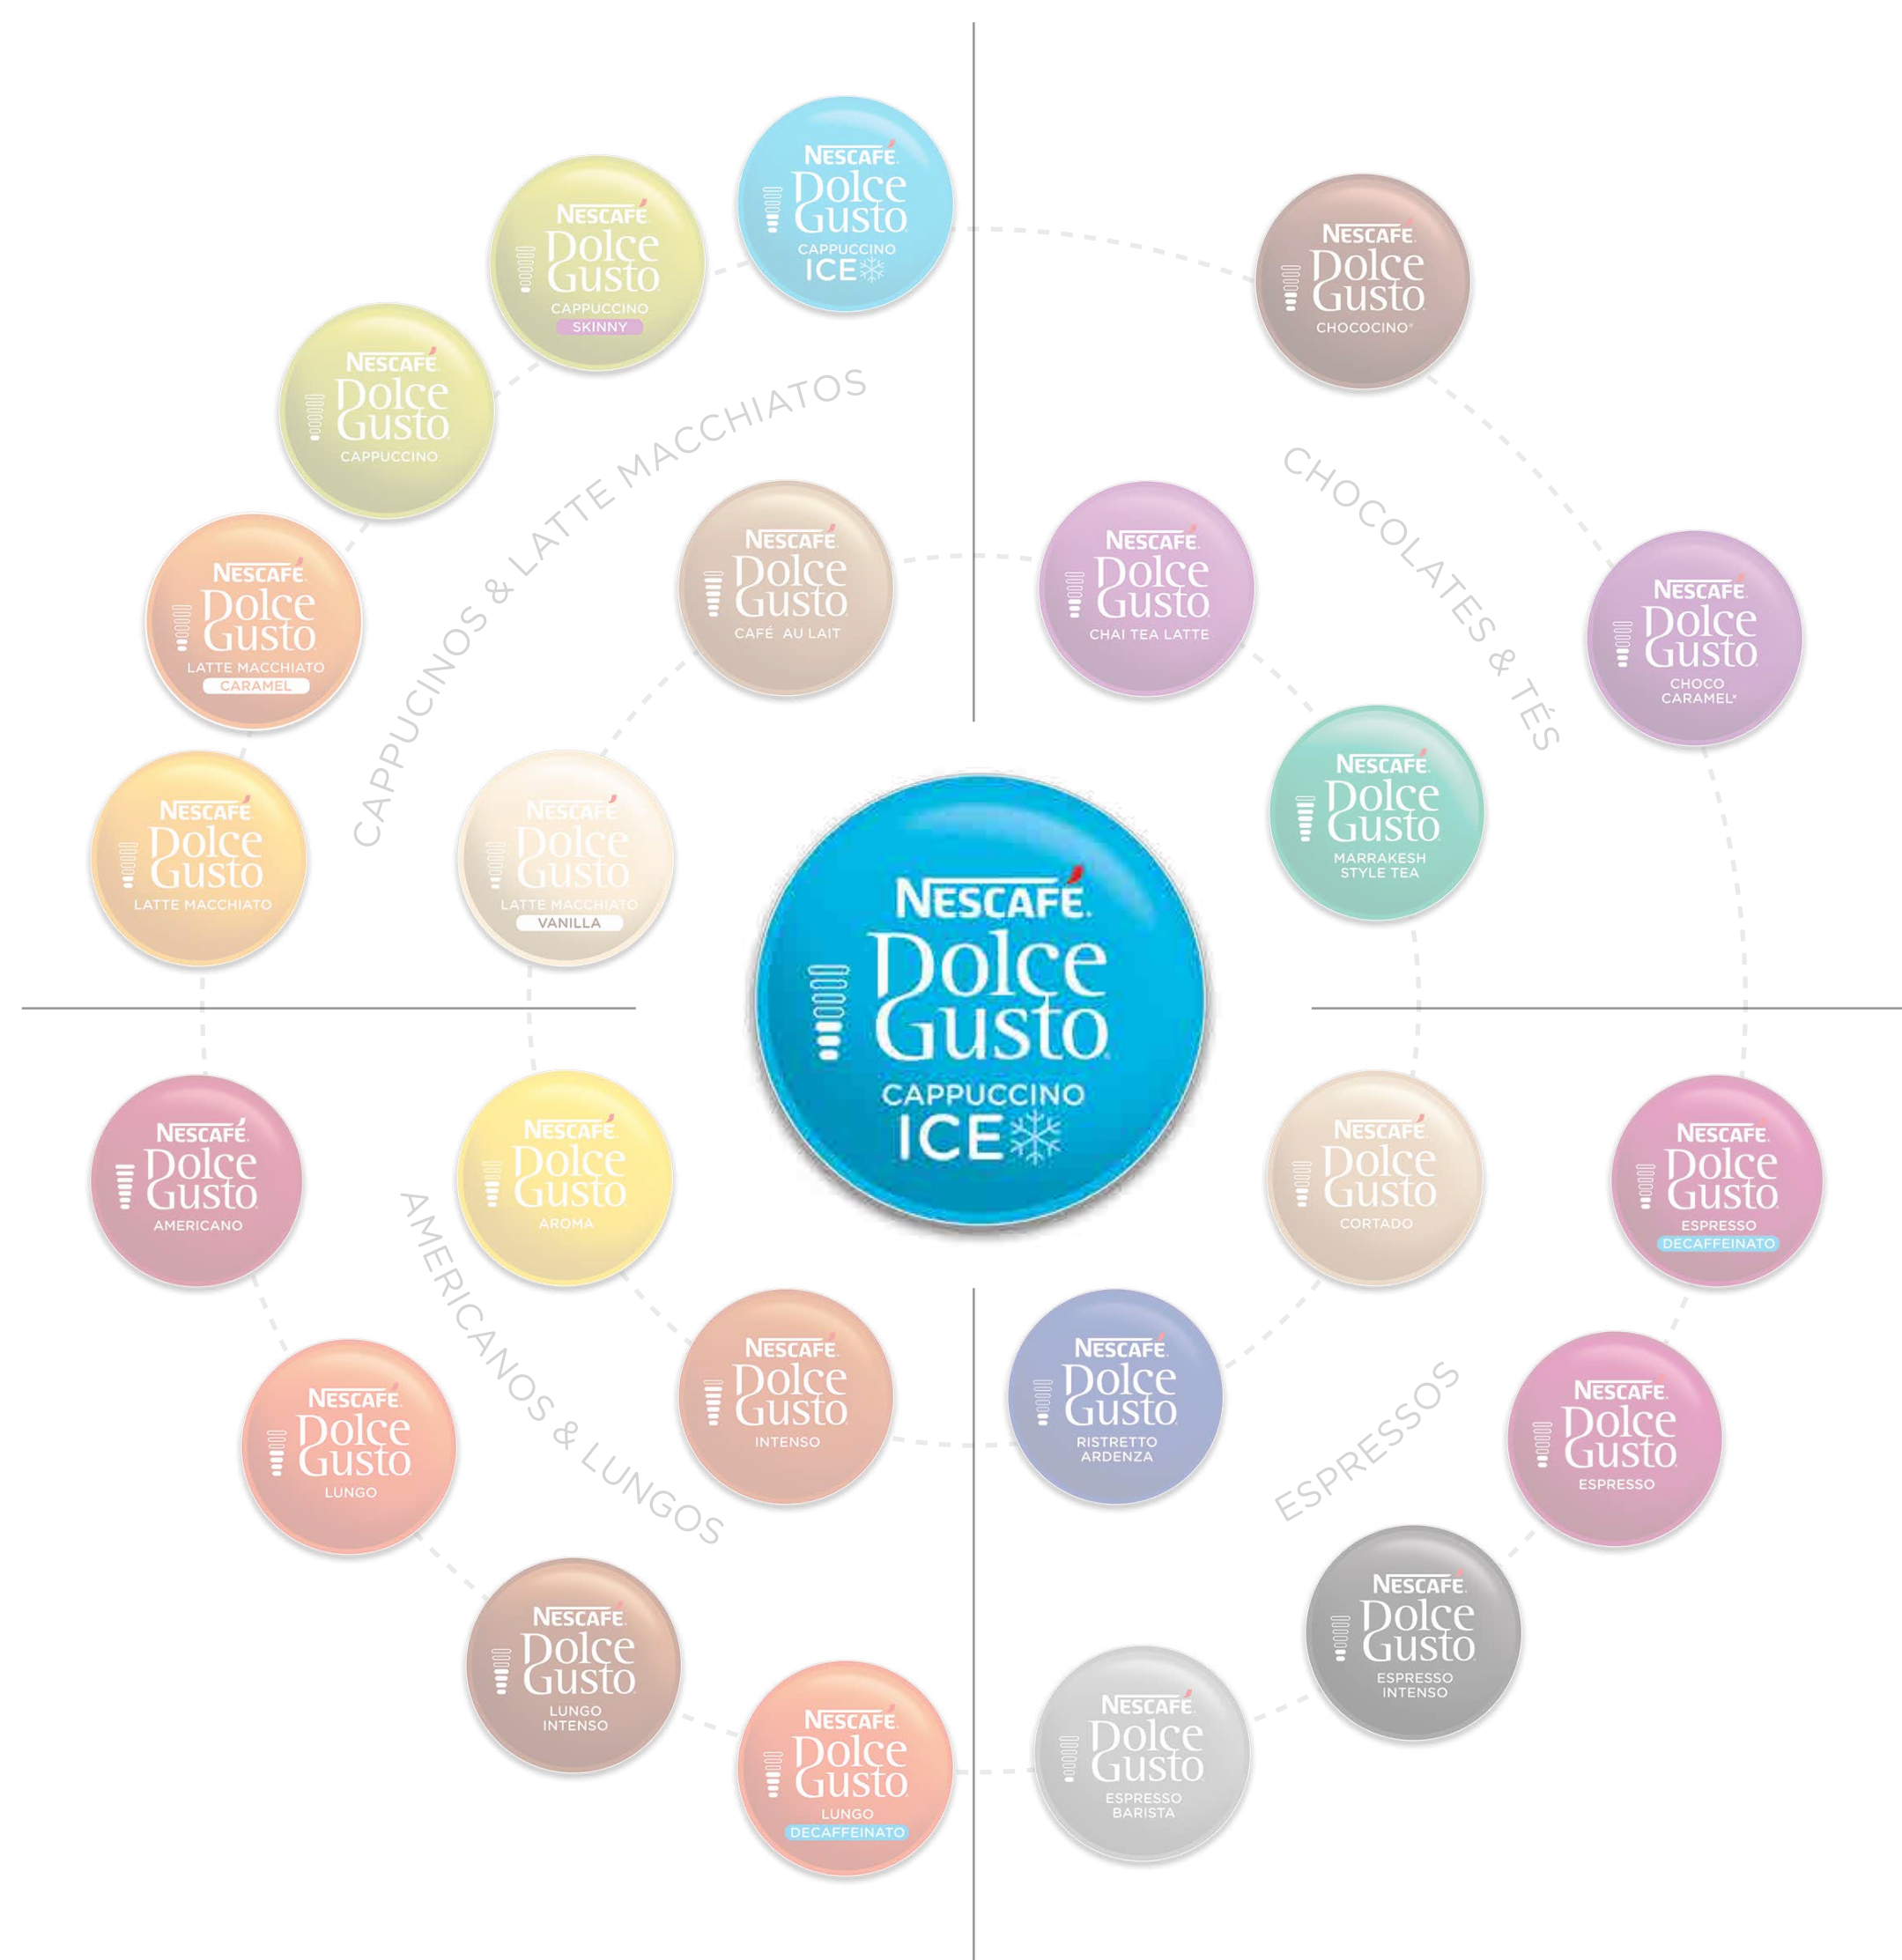 NESCAFÉ.
Dolce
Gusto
CAPPUCCINO
ICE
NESCAFÉ.
Dolce
Gusto
CAPPUCCINO
SKINNY
NESCAFÉ.
Dolce
Gusto
CAPPUCCINO
NESCAFÉ.
Dolce
Gusto
LATTE MACCHIATO
CARAMEL
NESCAFÉ.
Dolce
Gusto
LATTE MACCHIATO
CAPPUCINOS & LATTE MACCHIATOS
NESCAFÉ.
Dolce
Gusto
CAFÉ AU LAIT
NESCAFÉ.
Dolce
Gusto
LATTE MACCHIATO
VANILLA
NESCAFÉ.
Dolce
Gusto
CHOCOCINO®
NESCAFÉ.
Dolce
Gusto
CHOCO
CARAMEL*
CHOCOLATES & TÉS
NESCAFÉ.
Dolce
Gusto
CHAI TEA LATTE
NESCAFÉ.
Dolce
Gusto
MARRAKESH
STYLE TEA
NESCAFÉ.
Dolce
Gusto
CAPPUCCINO
ICE
NESCAFÉ.
Dolce
Gusto
AMERICANO
NESCAFÉ.
Dolce
Gusto
AROMA
NESCAFÉ.
Dolce
Gusto
LUNGO
AMERICANOS & LUNGOS
NESCAFÉ.
Dolce
Gusto
INTENSO
NESCAFÉ.
Dolce
Gusto
LUNGO
INTENSO
NESCAFÉ.
Dolce
Gusto
LUNGO
DECAFFEINATO
NESCAFÉ.
Dolce
Gusto
CORTADO
NESCAFÉ.
Dolce
Gusto
ESPRESSO
DECAFFEINATO
NESCAFÉ.
Dolce
Gusto
RISTRETTO
ARDENZA
ESPRESSOS
NESCAFÉ.
Dolce
Gusto
ESPRESSO
NESCAFÉ.
Dolce
Gusto
ESPRESSO
INTENSO
NESCAFÉ.
Dolce
Gusto
ESPRESSO
BARISTA